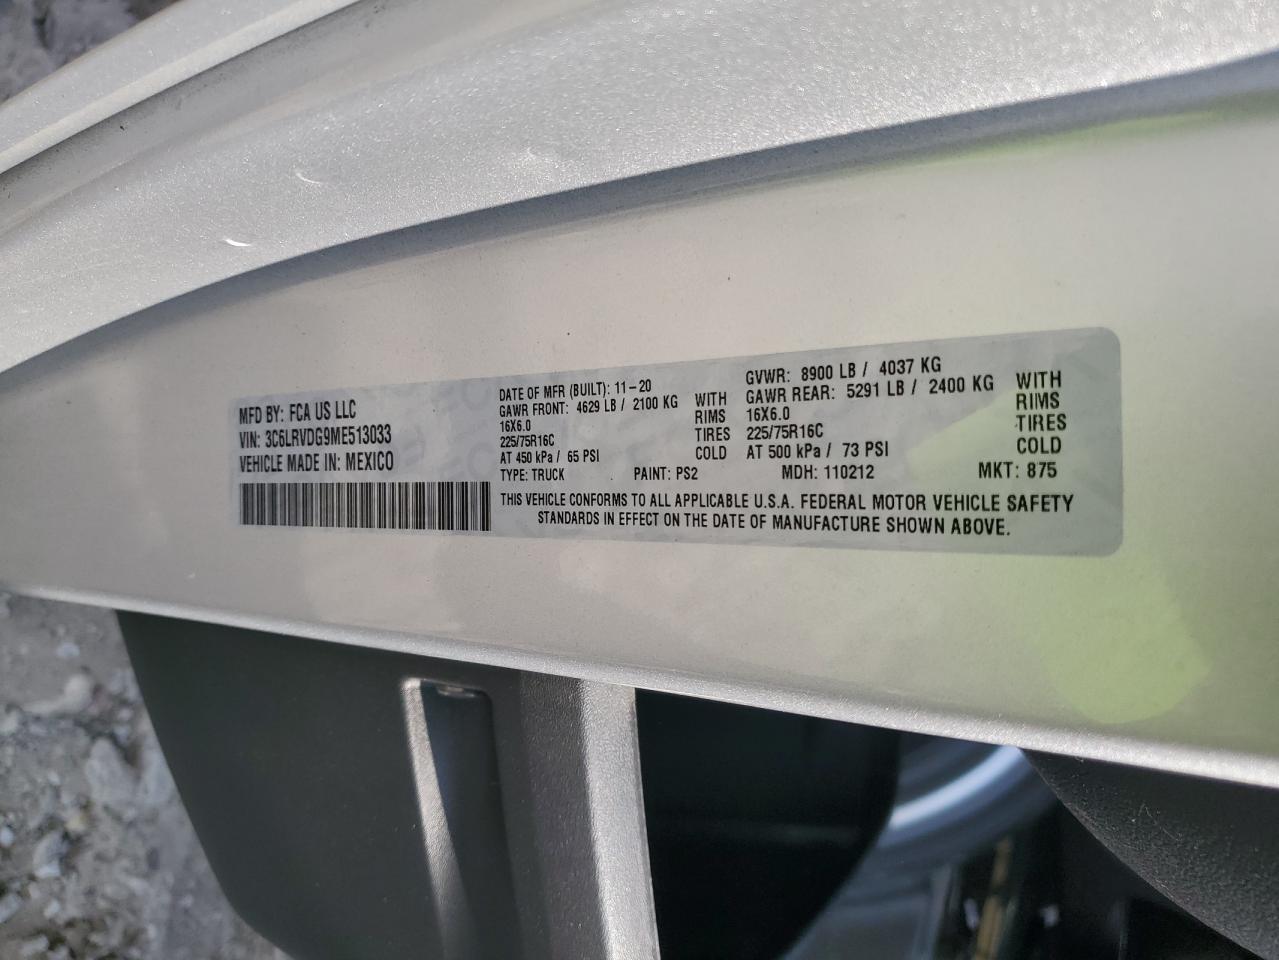 MFD BY: FCA US LLC
VIN: 3C6LRVDG9ME513033
VEHICLE MADE IN: MEXICO
DATE OF MFR (BUILT): 11-20
GAWR FRONT: 4629 LB / 2100 KG WITH
16X6.0 RIMS
225/75R16C TIRES
AT 450 kPa / 65 PSI COLD
GVWR: 8900 LB / 4037 KG
GAWR REAR: 5291 LB / 2400 KG WITH
16X6.0 RIMS
225/75R16C TIRES
AT 500 kPa / 73 PSI COLD
TYPE: TRUCK PAINT: PS2 MDH: 110212 MKT: 875
THIS VEHICLE CONFORMS TO ALL APPLICABLE U.S.A. FEDERAL MOTOR VEHICLE SAFETY
STANDARDS IN EFFECT ON THE DATE OF MANUFACTURE SHOWN ABOVE.